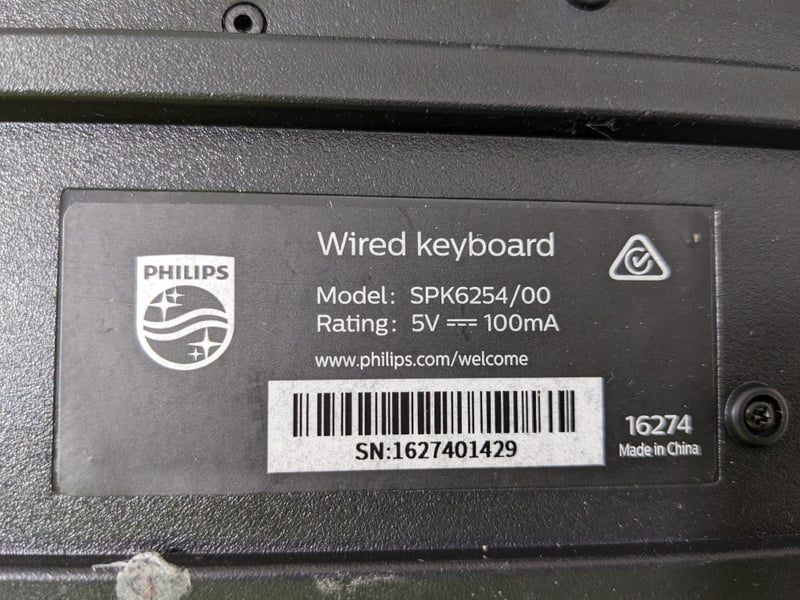 PHILIPS
Wired keyboard
Model: SPK6254/00
Rating: 5V ⎓ 100mA
www.philips.com/welcome
SN:1627401429
16274
Made in China